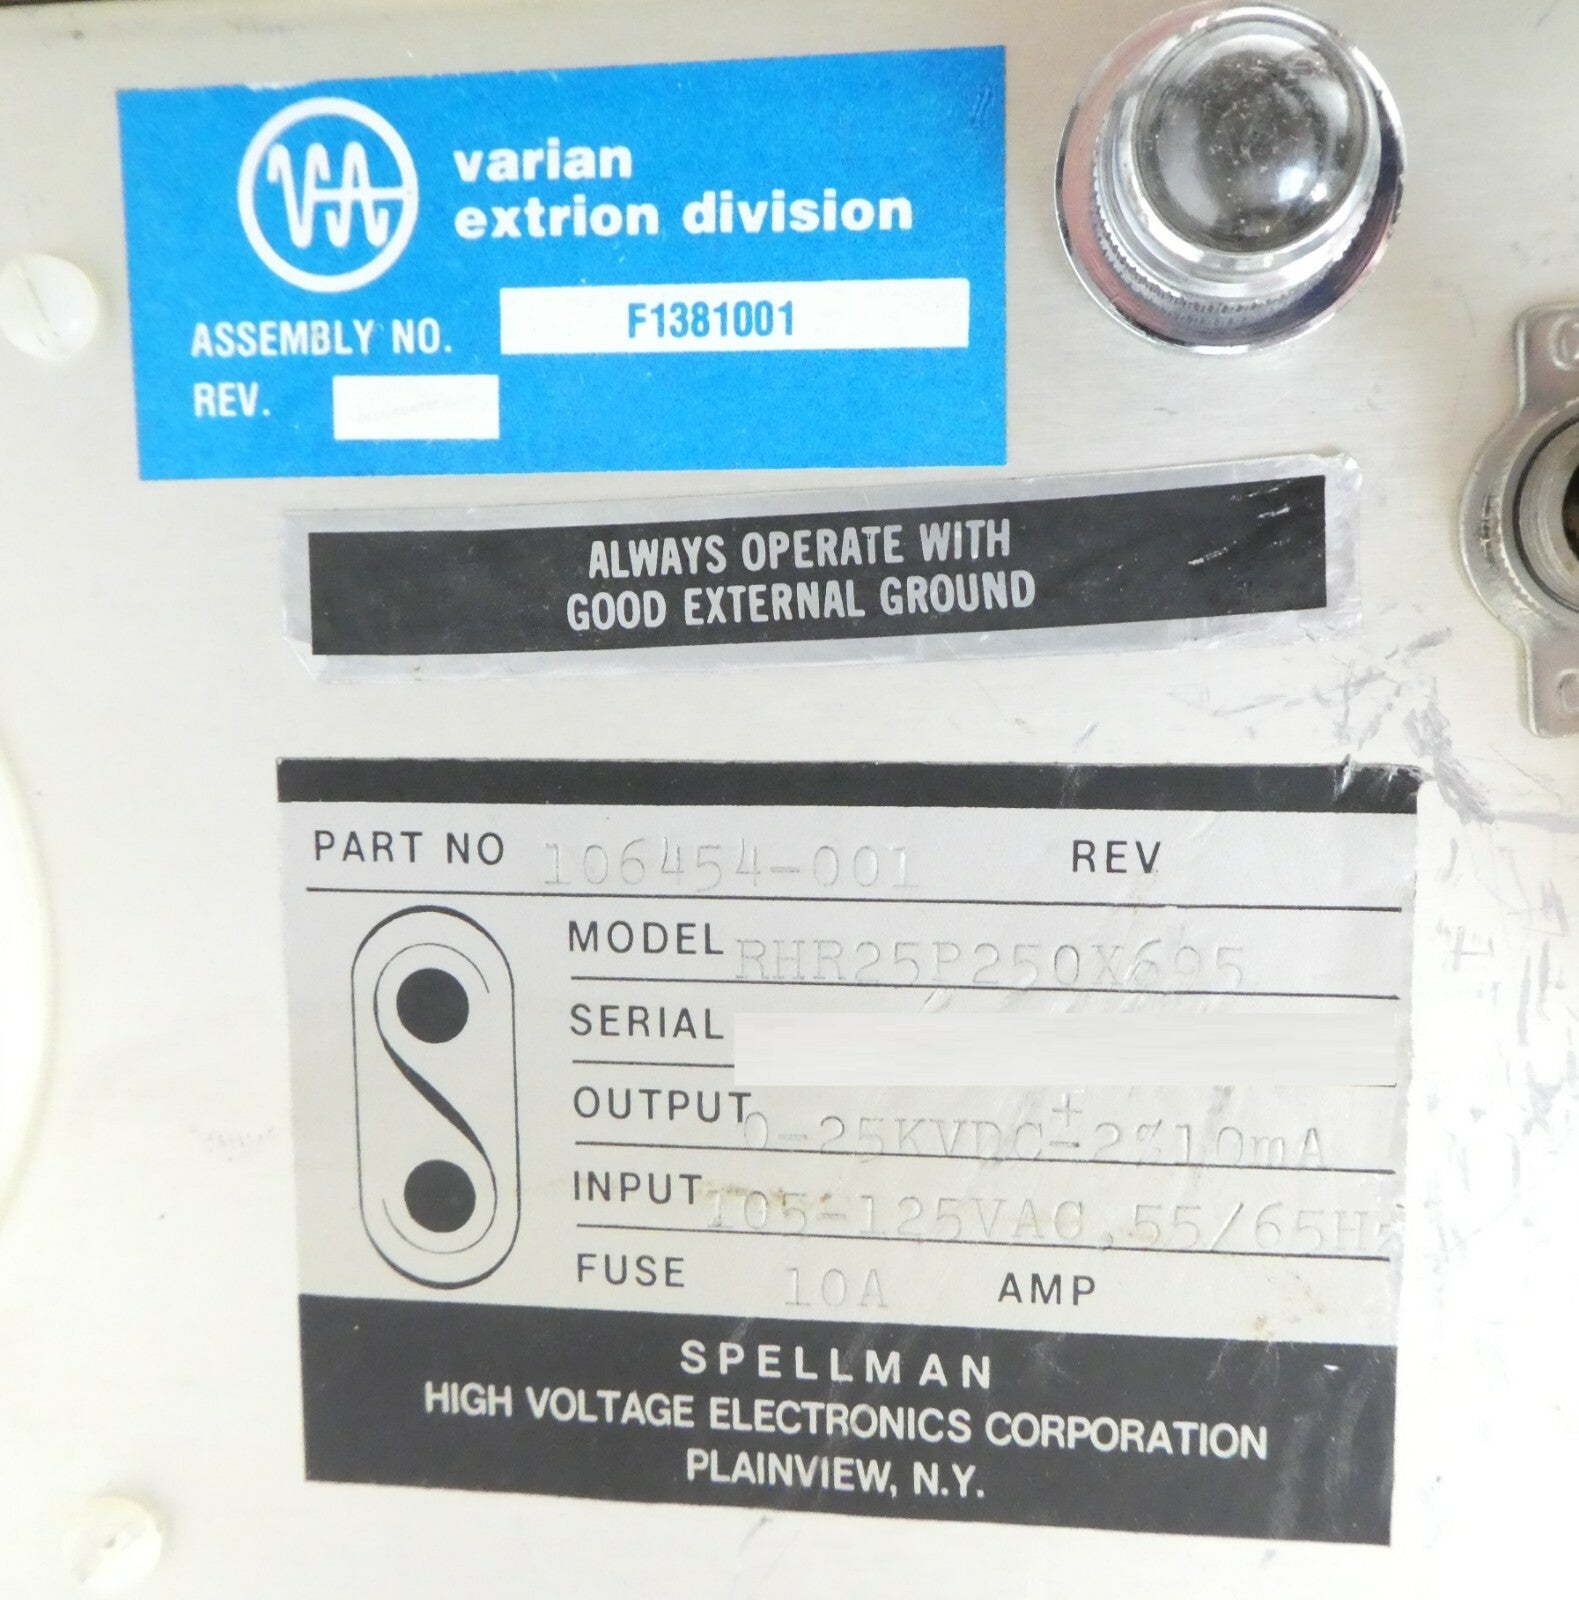 VA
varian
extrion division
ASSEMBLY NO. F1381001
REV.
ALWAYS OPERATE WITH
GOOD EXTERNAL GROUND
PART NO 106454-001 REV
MODEL RHR25P250X695
SERIAL
OUTPUT 0-25KVDC±2%10mA
INPUT 105-125VAC,55/65Hz
FUSE 10A AMP
SPELLMAN
HIGH VOLTAGE ELECTRONICS CORPORATION
PLAINVIEW, N.Y.